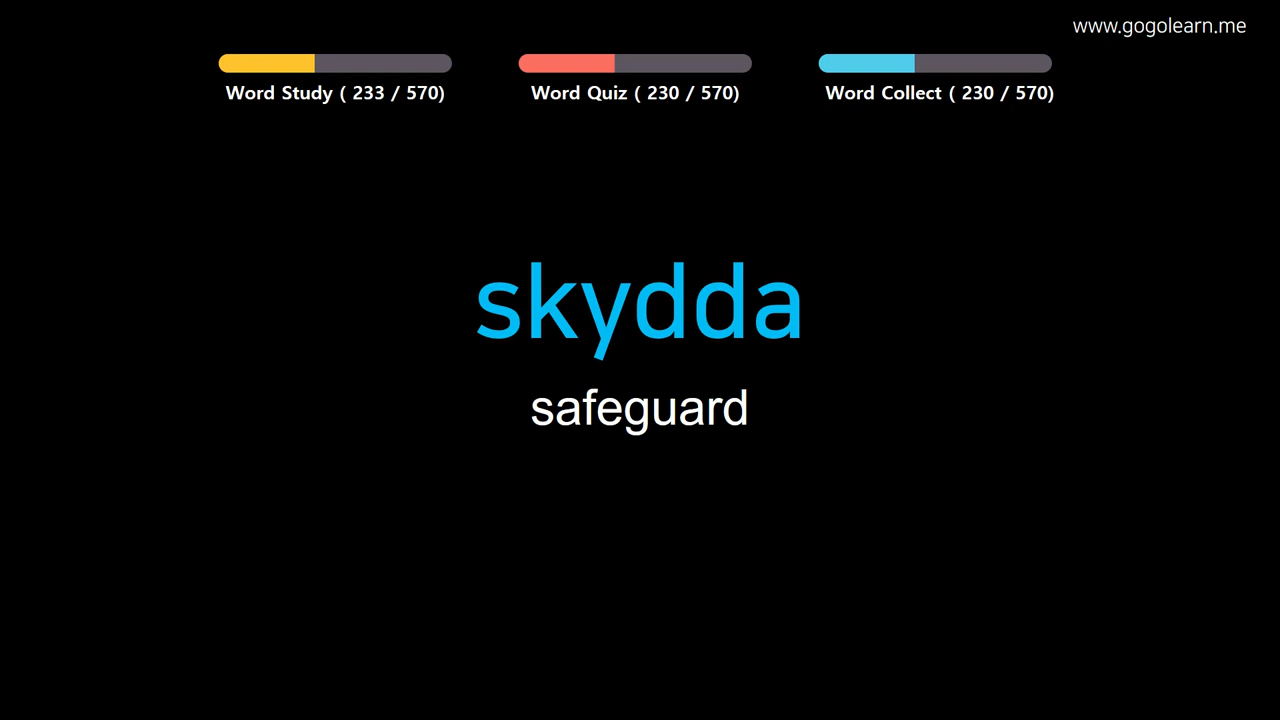 www.gogolearn.me
Word Study ( 233 / 570)
Word Quiz ( 230 / 570)
Word Collect ( 230 / 570)
skydda
safeguard